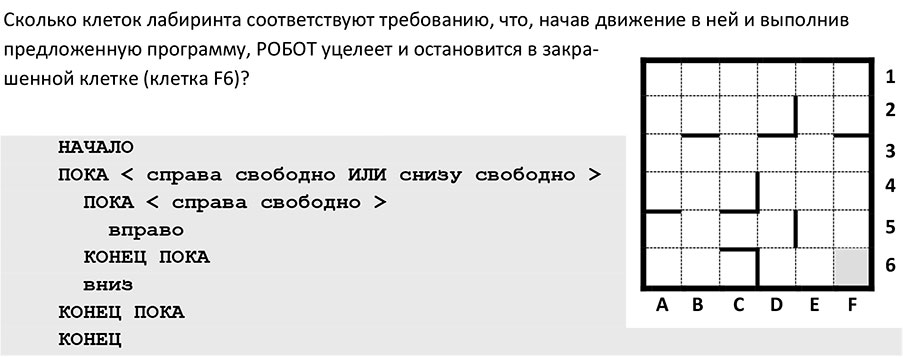 Сколько клеток лабиринта соответствуют требованию, что, начав движение в ней и выполнив
предложенную программу, РОБОТ уцелеет и остановится в закра-
шенной клетке (клетка F6)?
НАЧАЛО
ПОКА < справа свободно ИЛИ снизу свободно >
ПОКА < справа свободно >
вправо
КОНЕЦ ПОКА
вниз
КОНЕЦ ПОКА
КОНЕЦ
1
2
3
4
5
6
A B C D E F